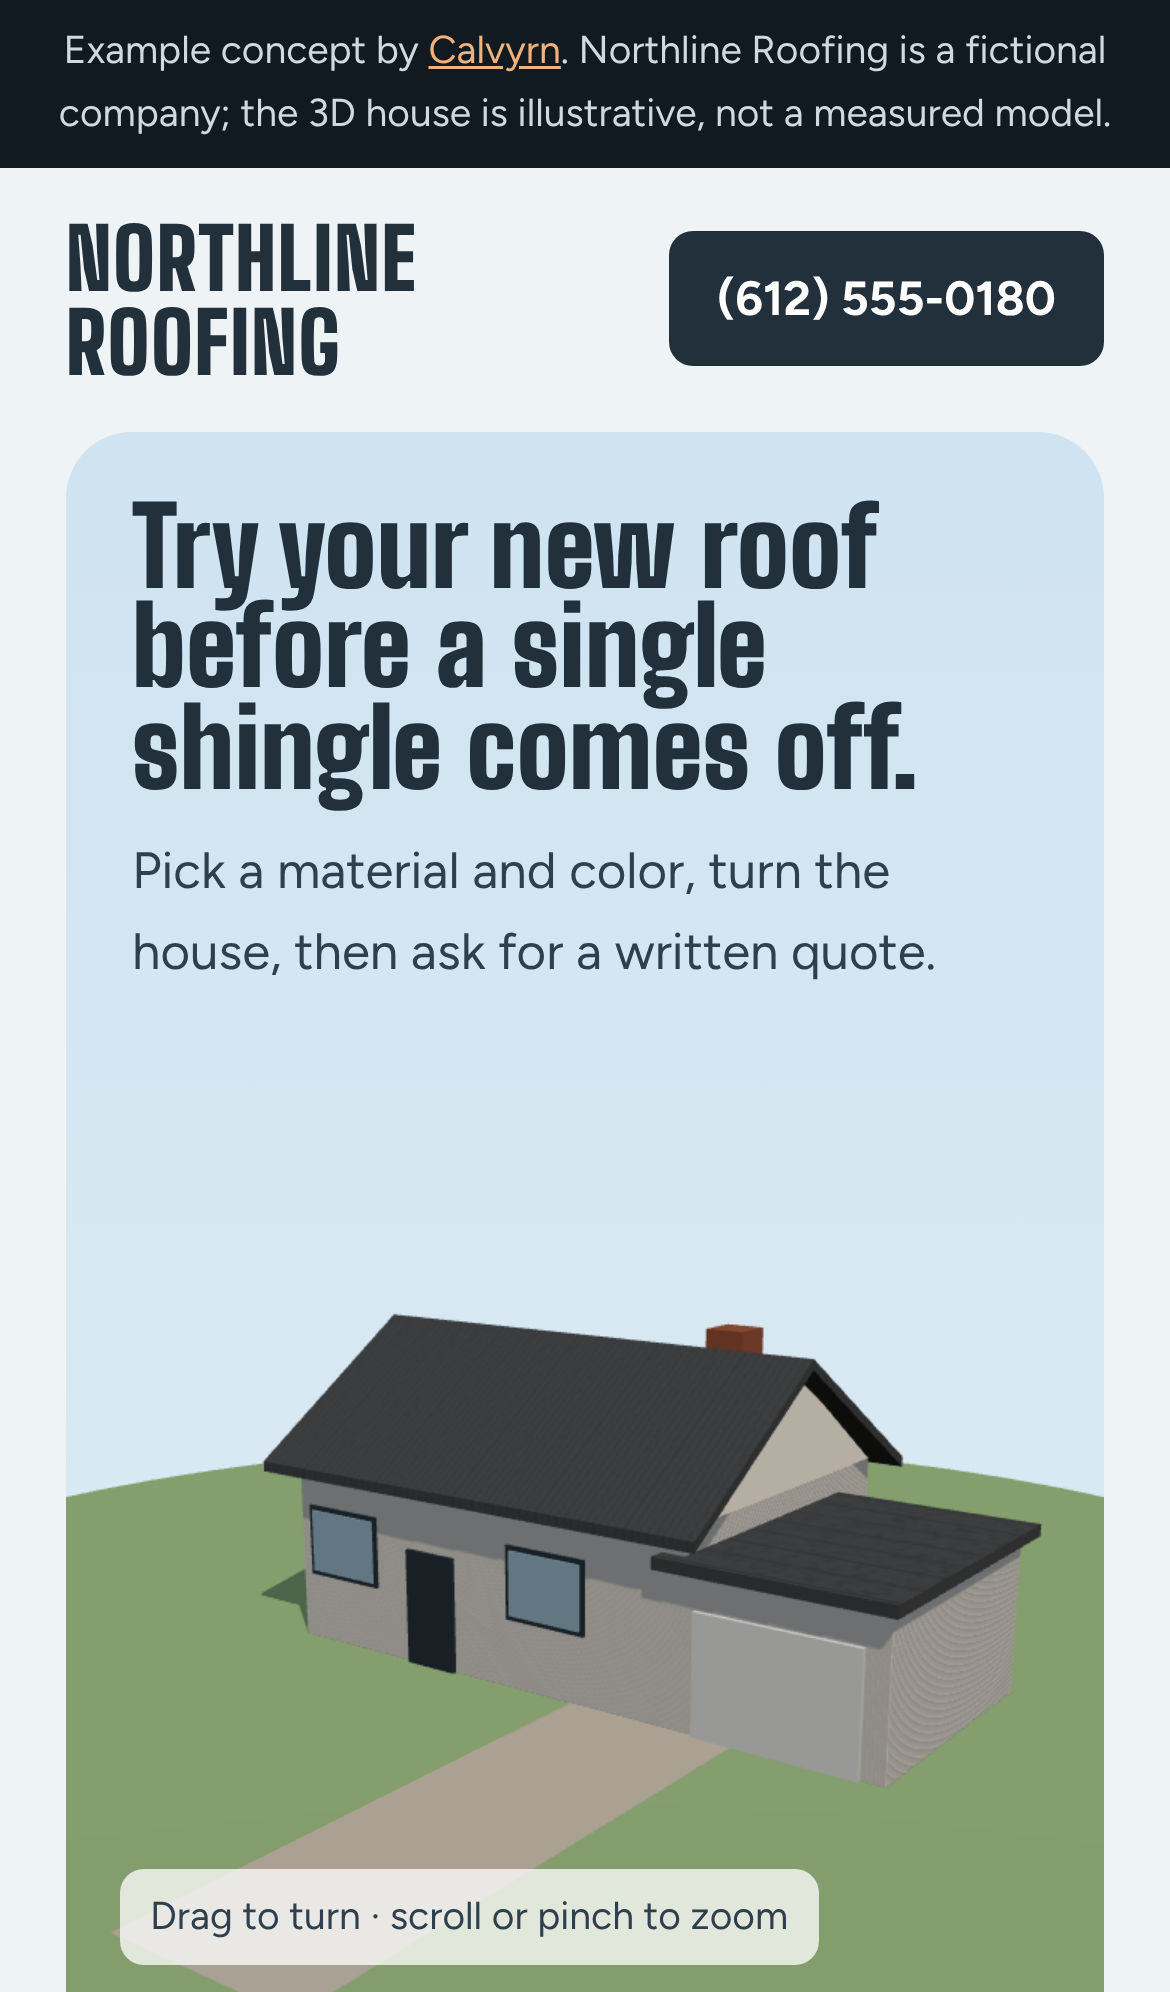 Example concept by Calvyrn. Northline Roofing is a fictional
company; the 3D house is illustrative, not a measured model.
NORTHLINE
ROOFING
(612) 555-0180
Try your new roof
before a single
shingle comes off.
Pick a material and color, turn the
house, then ask for a written quote.
Drag to turn · scroll or pinch to zoom